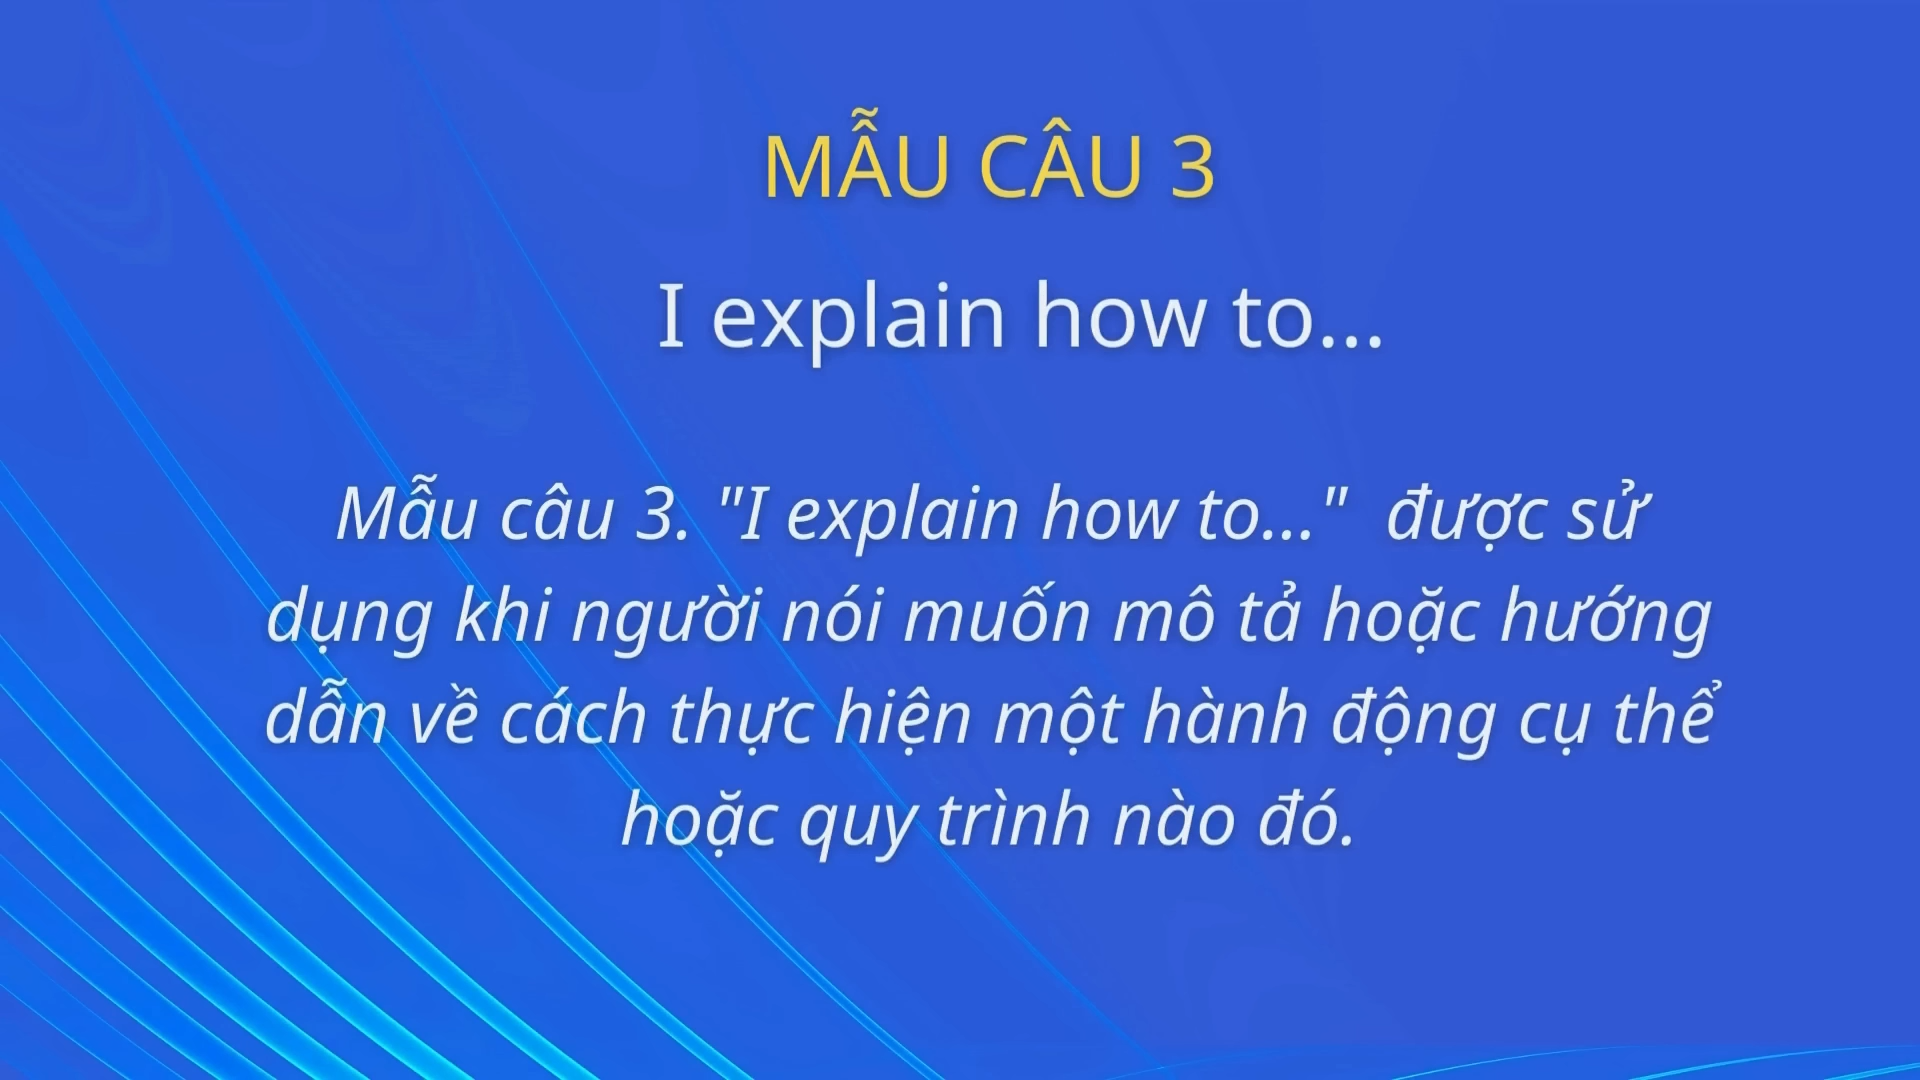 MẪU CÂU 3
I explain how to...
Mẫu câu 3. "I explain how to..." được sử
dụng khi người nói muốn mô tả hoặc hướng
dẫn về cách thực hiện một hành động cụ thể
hoặc quy trình nào đó.